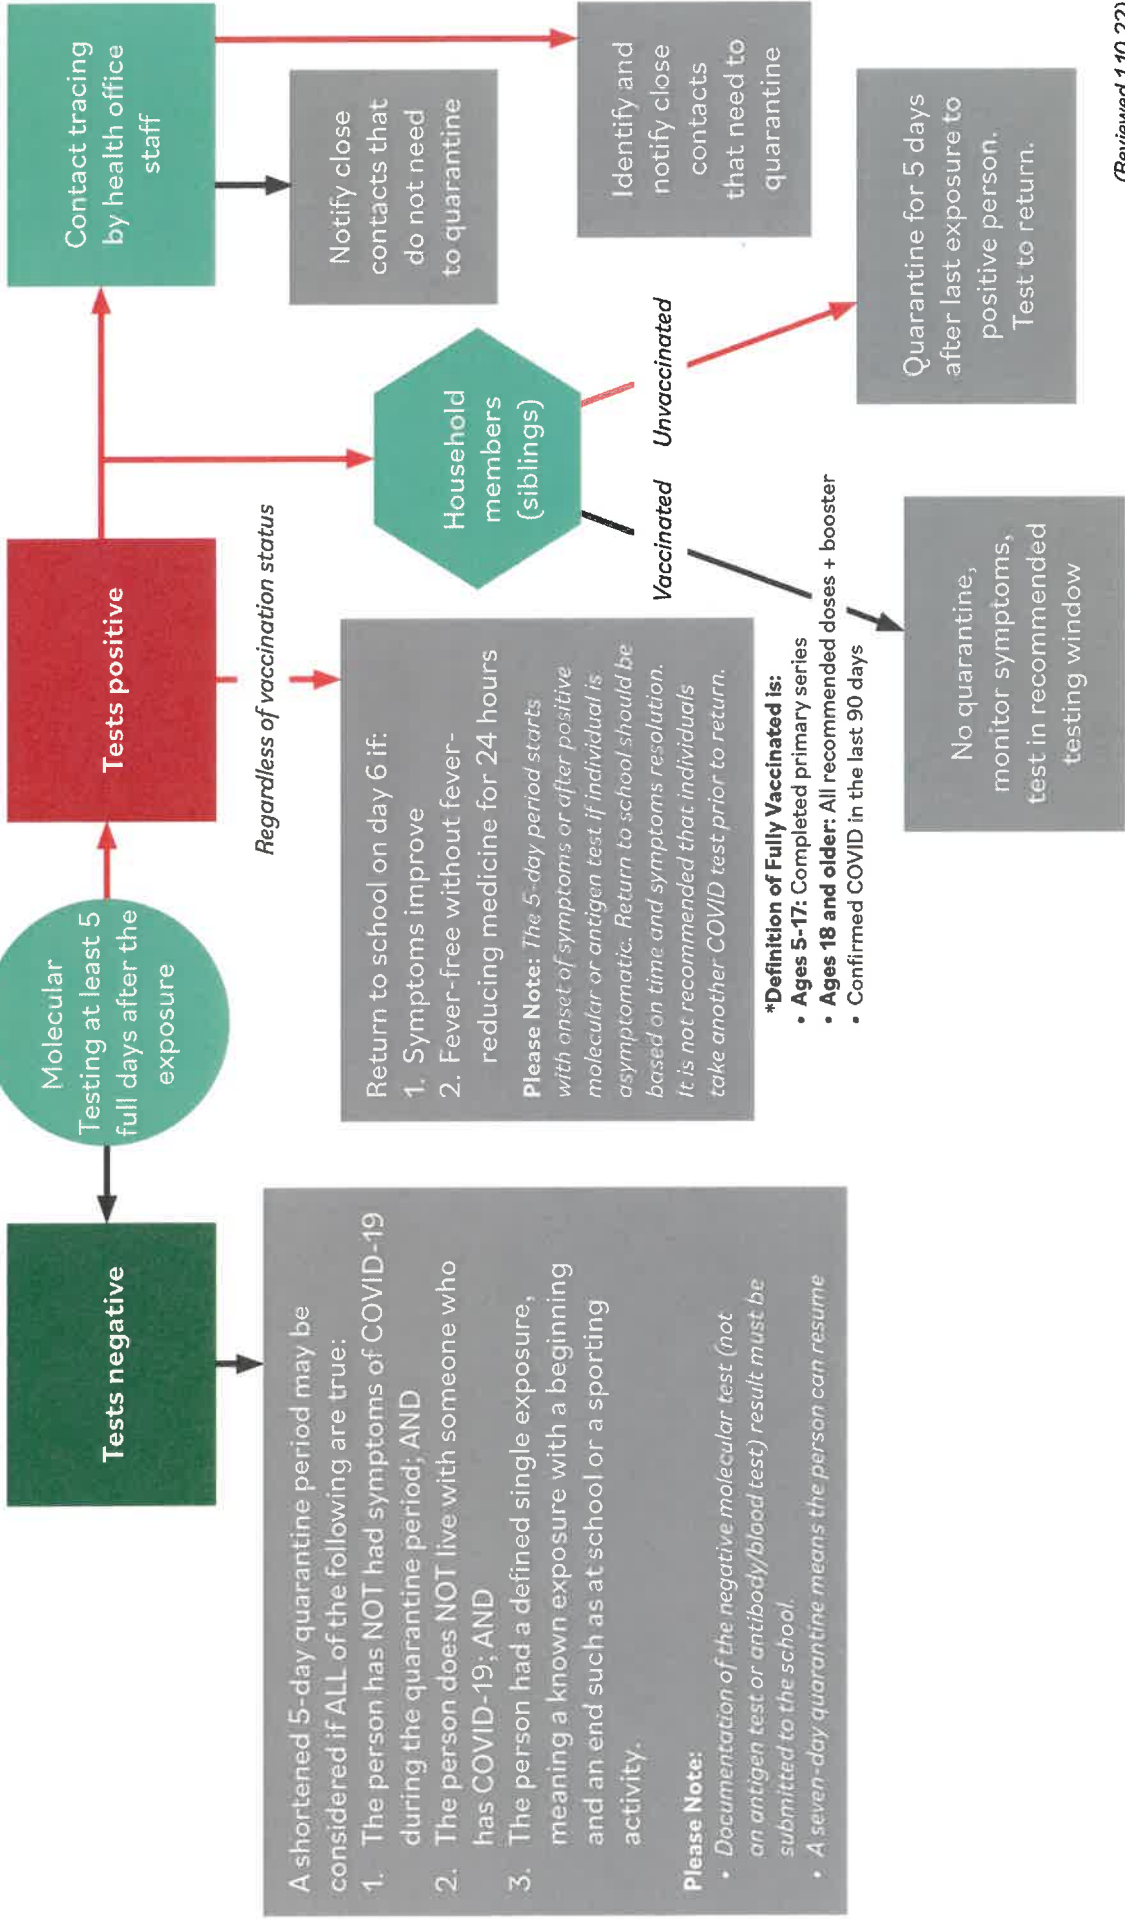 Molecular
Testing at least 5
full days after the
exposure
Tests negative
A shortened 5-day quarantine period may be
considered if ALL of the following are true:
1. The person has NOT had symptoms of COVID-19
during the quarantine period; AND
2. The person does NOT live with someone who
has COVID-19; AND
3. The person had a defined single exposure,
meaning a known exposure with a beginning
and an end such as at school or a sporting
activity.
Please Note:
• Documentation of the negative molecular test (not
an antigen test or antibody/blood test) result must be
submitted to the school.
• A seven-day quarantine means the person can resume
Tests positive
Regardless of vaccination status
Return to school on day 6 if:
1. Symptoms improve
2. Fever-free without fever-
reducing medicine for 24 hours
Please Note: The 5-day period starts
with onset of symptoms or after positive
molecular or antigen test if individual is
asymptomatic. Return to school should be
based on time and symptoms resolution.
It is not recommended that individuals
take another COVID test prior to return.
*Definition of Fully Vaccinated is:
• Ages 5-17: Completed primary series
• Ages 18 and older: All recommended doses + booster
• Confirmed COVID in the last 90 days
Household
members
(siblings)
Vaccinated
Unvaccinated
No quarantine,
monitor symptoms,
test in recommended
testing window
Quarantine for 5 days
after last exposure to
positive person.
Test to return.
Contact tracing
by health office
staff
Notify close
contacts that
do not need
to quarantine
Identify and
notify close
contacts
that need to
quarantine
(Reviewed 1.10.22)